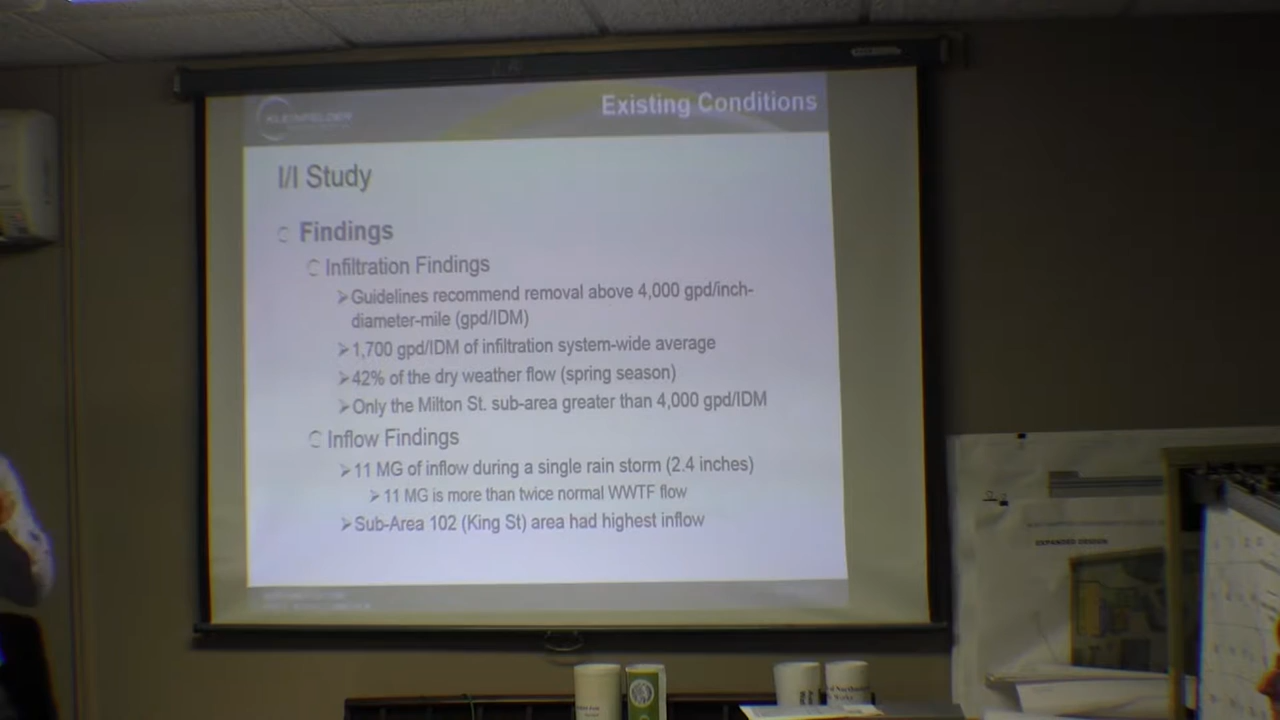 KLEINFELDER
Existing Conditions
I/I Study
Findings
Infiltration Findings
Guidelines recommend removal above 4,000 gpd/inch-
diameter-mile (gpd/IDM)
1,700 gpd/IDM of infiltration system-wide average
42% of the dry weather flow (spring season)
Only the Milton St. sub-area greater than 4,000 gpd/IDM
Inflow Findings
11 MG of inflow during a single rain storm (2.4 inches)
11 MG is more than twice normal WWTF flow
Sub-Area 102 (King St) area had highest inflow
EXPANDED DESIGN